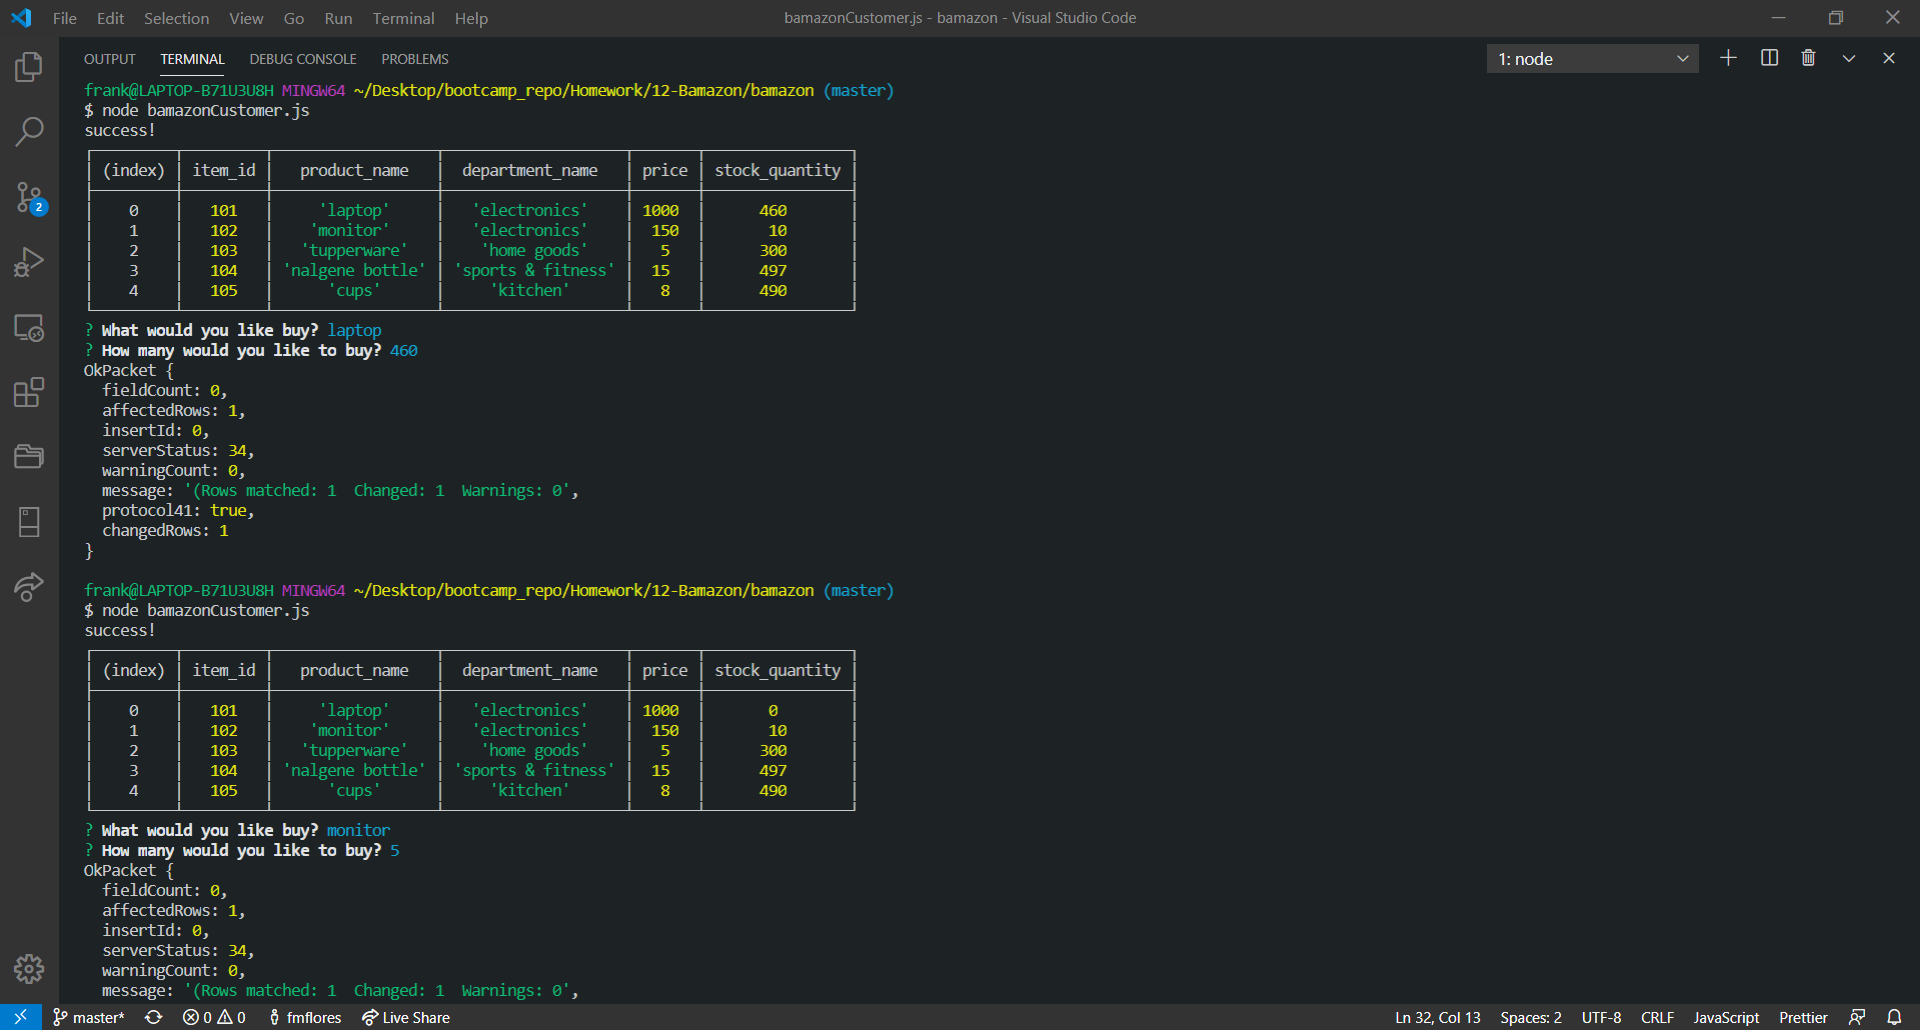 File Edit Selection View Go Run Terminal Help bamazonCustomer.js - bamazon - Visual Studio Code
OUTPUT TERMINAL DEBUG CONSOLE PROBLEMS 1: node
2
frank@LAPTOP-B71U3U8H MINGW64 ~/Desktop/bootcamp_repo/Homework/12-Bamazon/bamazon (master)
$ node bamazonCustomer.js
success!
(index) item_id product_name department_name price stock_quantity
0 101 'laptop' 'electronics' 1000 460
1 102 'monitor' 'electronics' 150 10
2 103 'tupperware' 'home goods' 5 300
3 104 'nalgene bottle' 'sports & fitness' 15 497
4 105 'cups' 'kitchen' 8 490
? What would you like buy? laptop
? How many would you like to buy? 460
OkPacket {
fieldCount: 0,
affectedRows: 1,
insertId: 0,
serverStatus: 34,
warningCount: 0,
message: '(Rows matched: 1  Changed: 1  Warnings: 0',
protocol41: true,
changedRows: 1
}
frank@LAPTOP-B71U3U8H MINGW64 ~/Desktop/bootcamp_repo/Homework/12-Bamazon/bamazon (master)
$ node bamazonCustomer.js
success!
(index) item_id product_name department_name price stock_quantity
0 101 'laptop' 'electronics' 1000 0
1 102 'monitor' 'electronics' 150 10
2 103 'tupperware' 'home goods' 5 300
3 104 'nalgene bottle' 'sports & fitness' 15 497
4 105 'cups' 'kitchen' 8 490
? What would you like buy? monitor
? How many would you like to buy? 5
OkPacket {
fieldCount: 0,
affectedRows: 1,
insertId: 0,
serverStatus: 34,
warningCount: 0,
message: '(Rows matched: 1  Changed: 1  Warnings: 0',
master* 0 0 fmflores Live Share Ln 32, Col 13 Spaces: 2 UTF-8 CRLF JavaScript Prettier